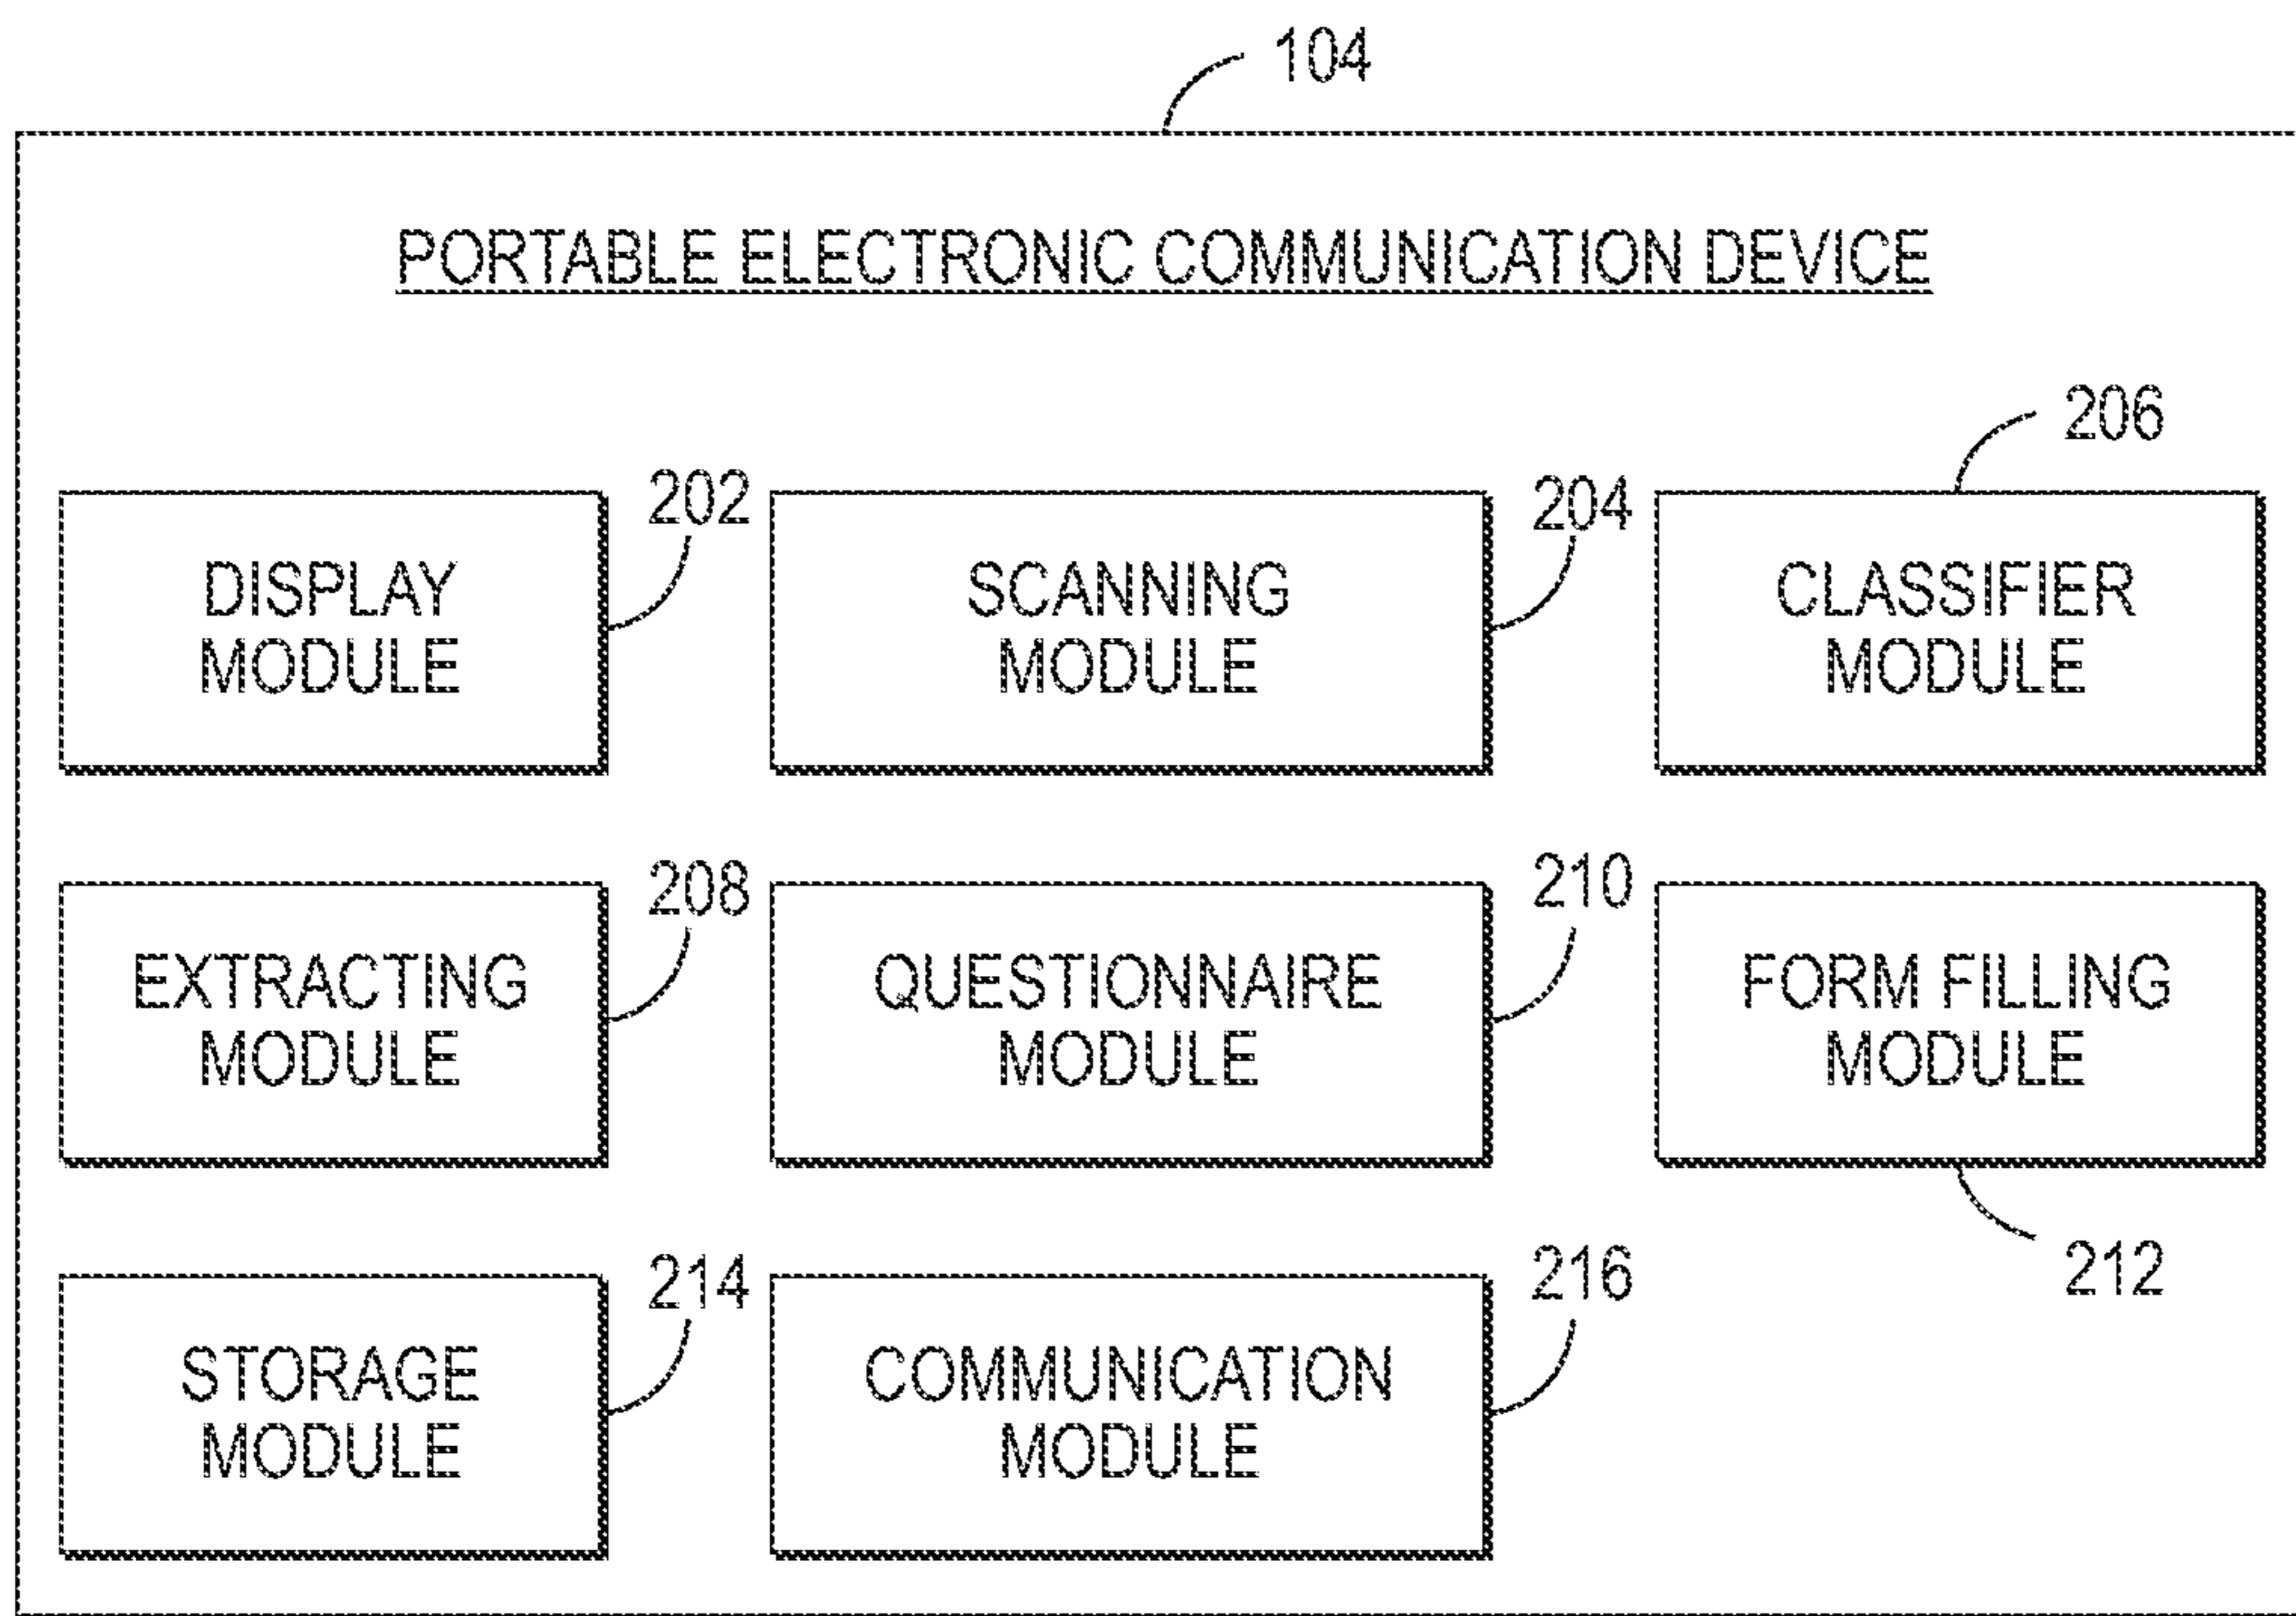 104
PORTABLE ELECTRONIC COMMUNICATION DEVICE
206
202
204
DISPLAY
MODULE
SCANNING
MODULE
CLASSIFIER
MODULE
208
210
EXTRACTING
MODULE
QUESTIONNAIRE
MODULE
FORM FILLING
MODULE
212
214
216
STORAGE
MODULE
COMMUNICATION
MODULE